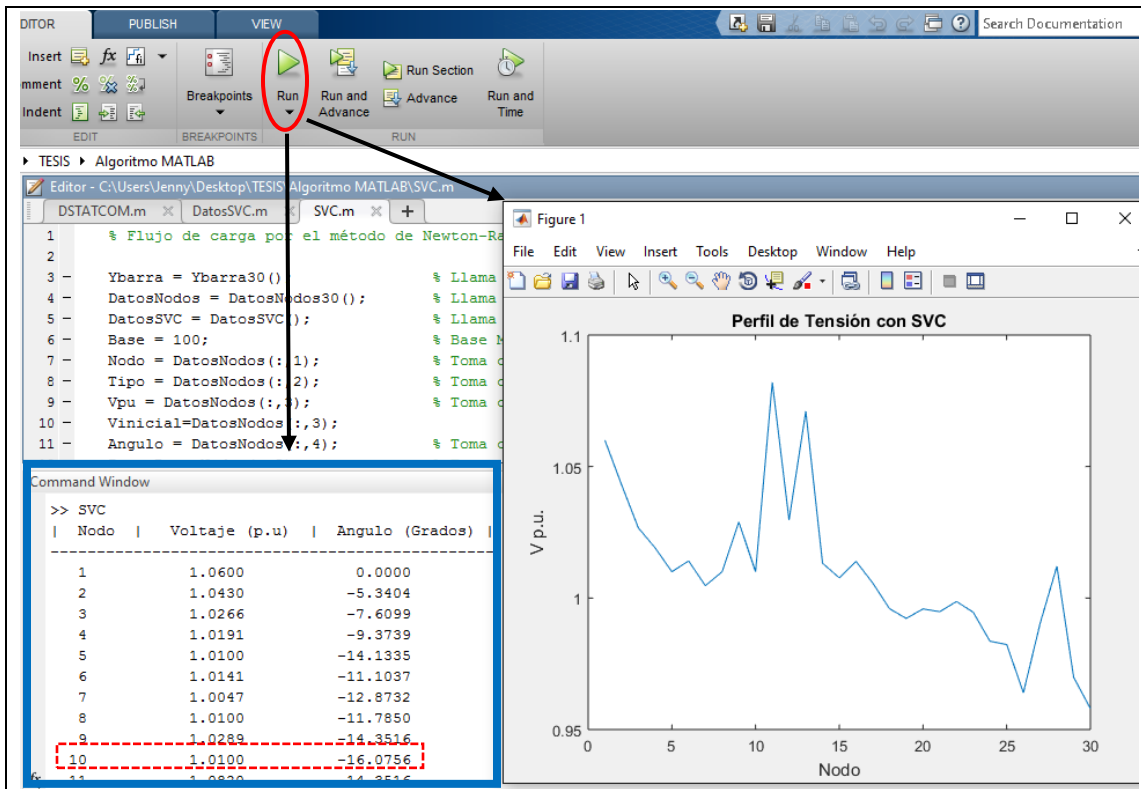 DITOR PUBLISH VIEW
Search Documentation
Insert fx
mment
Indent
Breakpoints
Run
Run and Advance
Run Section
Advance
Run and Time
EDIT BREAKPOINTS RUN
TESIS Algoritmo MATLAB
Editor - C:\Users\Jenny\Desktop\TESIS\Algoritmo MATLAB\SVC.m
DSTATCOM.m DatosSVC.m SVC.m +
1 % Flujo de carga por el método de Newton-Ra
2
3 - Ybarra = Ybarra30(); % Llama
4 - DatosNodos = DatosNodos30(); % Llama
5 - DatosSVC = DatosSVC(); % Llama
6 - Base = 100; % Base M
7 - Nodo = DatosNodos(:,1); % Toma
8 - Tipo = DatosNodos(:,2); % Toma
9 - Vpu = DatosNodos(:,3); % Toma
10 - Vinicial=DatosNodos(:,3);
11 - Angulo = DatosNodos(:,4); % Toma
Command Window
>> SVC
| Nodo | Voltaje (p.u) | Angulo (Grados) |
1 1.0600 0.0000
2 1.0430 -5.3404
3 1.0266 -7.6099
4 1.0191 -9.3739
5 1.0100 -14.1335
6 1.0141 -11.1037
7 1.0047 -12.8732
8 1.0100 -11.7850
9 1.0289 -14.3516
10 1.0100 -16.0756
11 1.0820 -14.3516
fx
Figure 1
File Edit View Insert Tools Desktop Window Help
Perfil de Tensión con SVC
1.1
1.05
1
0.95
V p.u.
0 5 10 15 20 25 30
Nodo